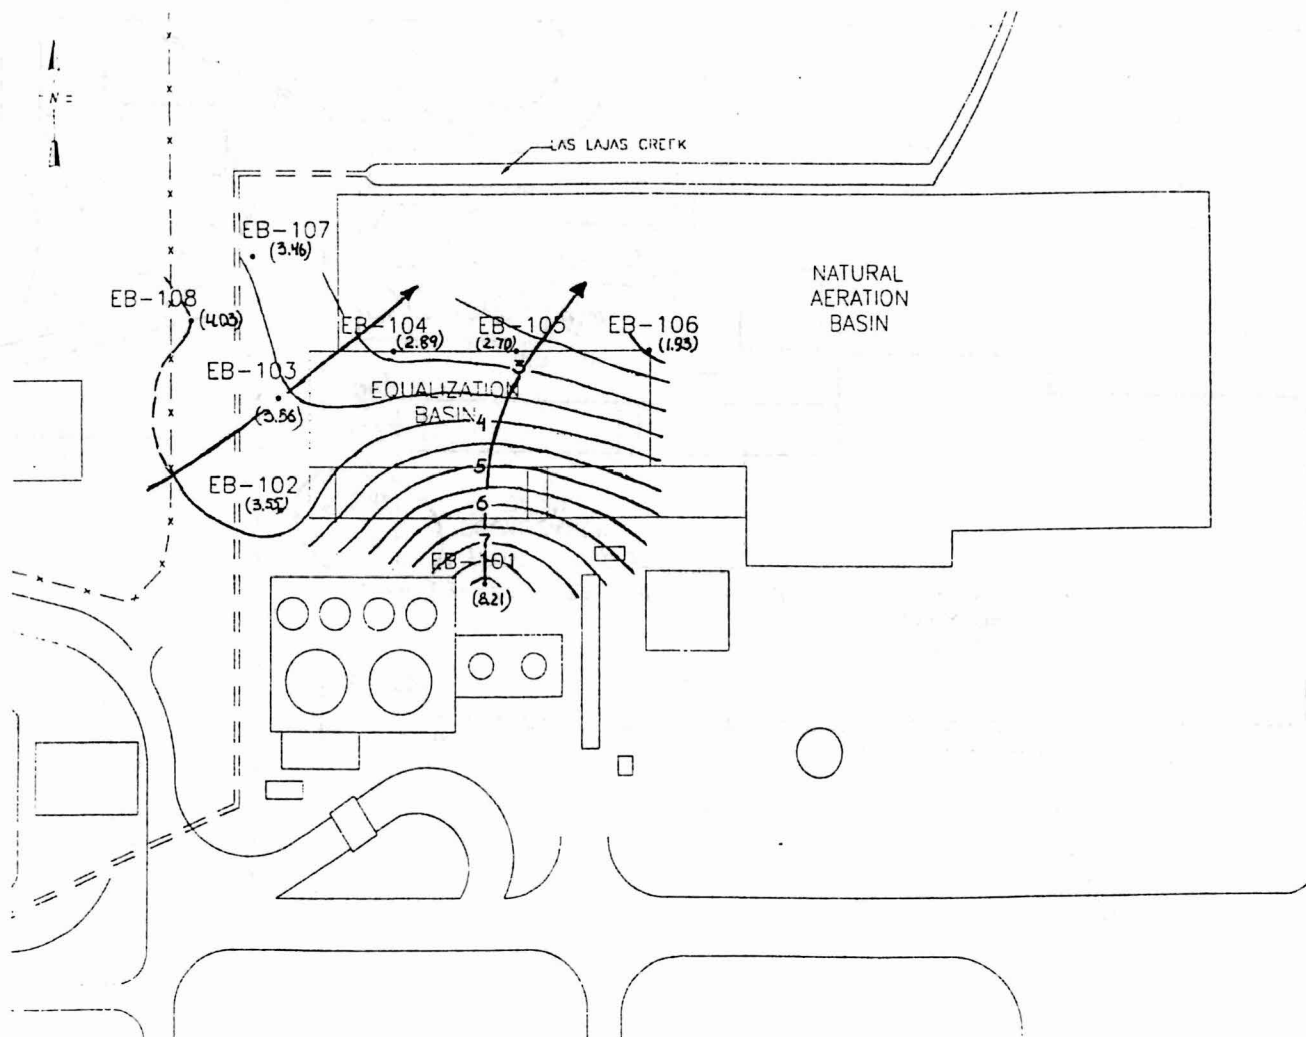 LAS LAJAS CREEK
N
EB-107
(3.46)
NATURAL
AERATION
BASIN
EB-108
(4.03)
EB-104
(2.89)
EB-105
(2.70)
EB-106
(1.93)
3
EB-103
(3.56)
EQUALIZATION
BASIN
4
5
EB-102
(3.55)
6
7
EB-101
(8.21)